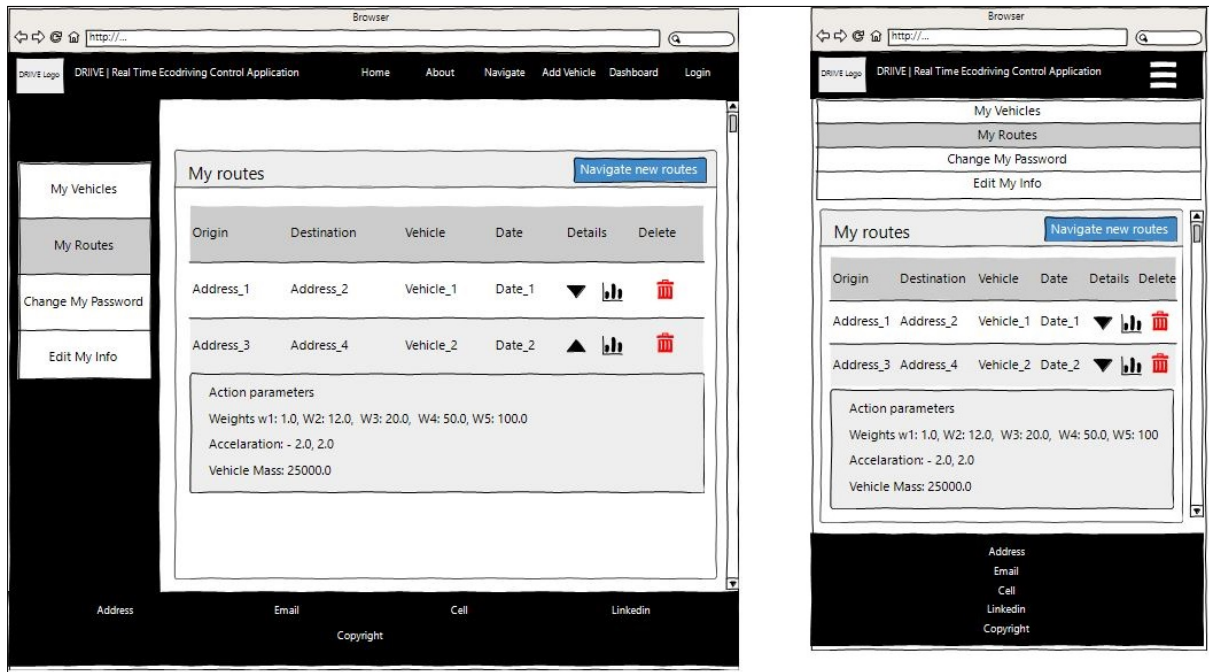 Browser
http://...
DRIIVE Logo DRIIVE | Real Time Ecodriving Control Application Home About Navigate Add Vehicle Dashboard Login
My Vehicles
My Routes
Change My Password
Edit My Info
My routes Navigate new routes
Origin Destination Vehicle Date Details Delete
Address_1 Address_2 Vehicle_1 Date_1
Address_3 Address_4 Vehicle_2 Date_2
Action parameters
Weights w1: 1.0, W2: 12.0, W3: 20.0, W4: 50.0, W5: 100.0
Accelaration: - 2.0, 2.0
Vehicle Mass: 25000.0
Address Email Cell Linkedin
Copyright
Browser
http://...
DRIIVE Logo DRIIVE | Real Time Ecodriving Control Application
My Vehicles
My Routes
Change My Password
Edit My Info
My routes Navigate new routes
Origin Destination Vehicle Date Details Delete
Address_1 Address_2 Vehicle_1 Date_1
Address_3 Address_4 Vehicle_2 Date_2
Action parameters
Weights w1: 1.0, W2: 12.0, W3: 20.0, W4: 50.0, W5: 100
Accelaration: - 2.0, 2.0
Vehicle Mass: 25000.0
Address
Email
Cell
Linkedin
Copyright